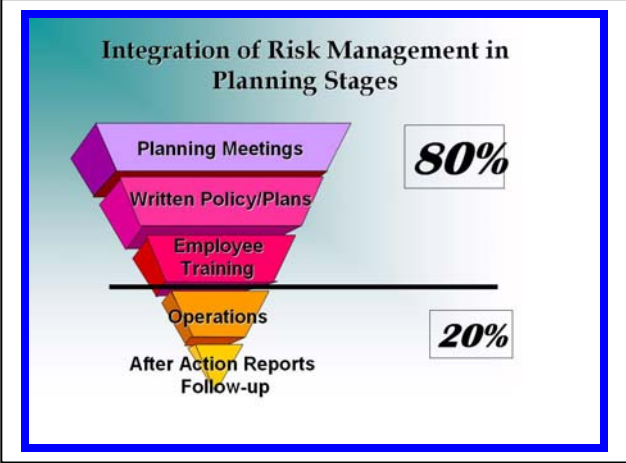 Integration of Risk Management in
Planning Stages
Planning Meetings
80%
Written Policy/Plans
Employee
Training
Operations
20%
After Action Reports
Follow-up